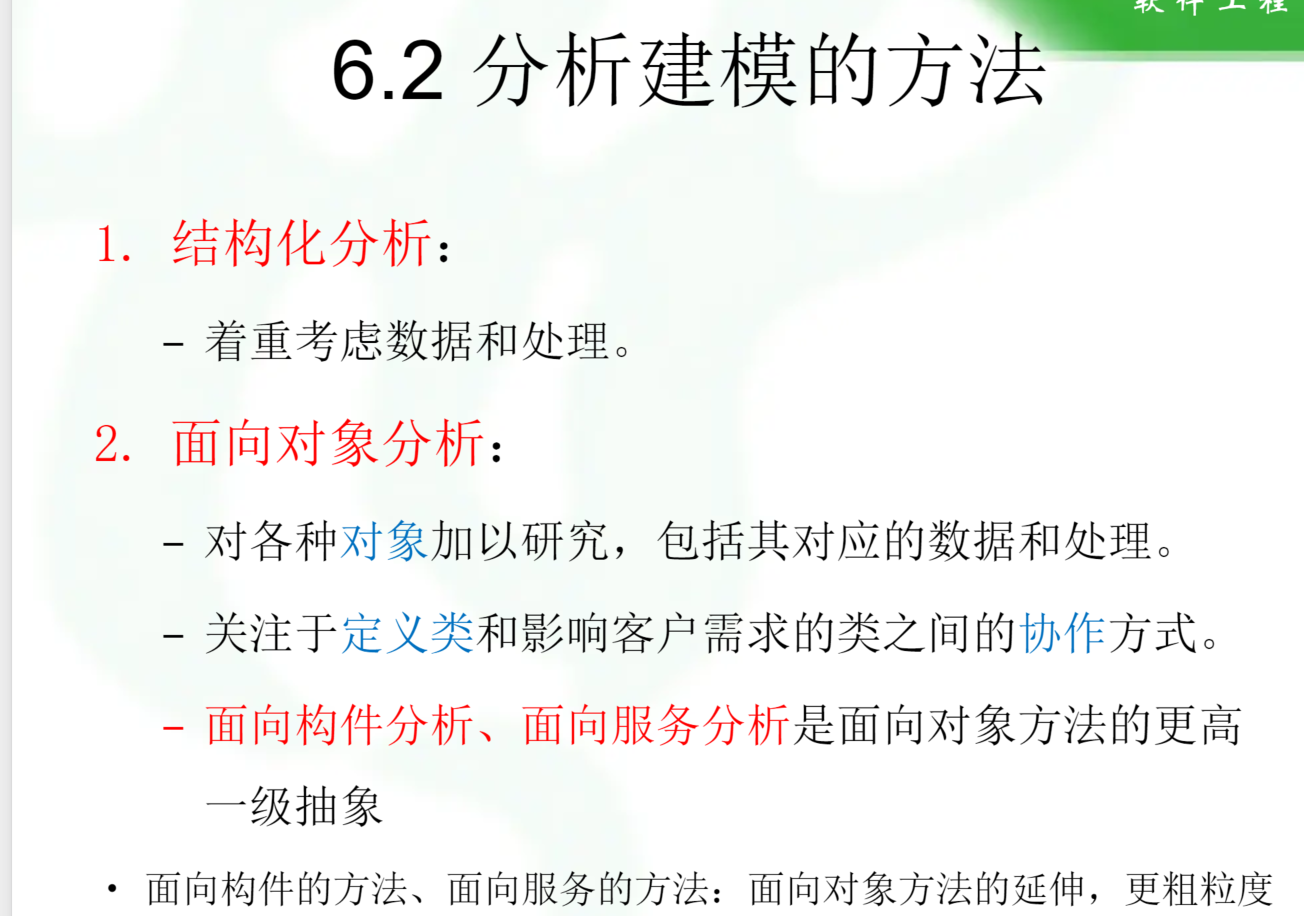 软件工程
6.2 分析建模的方法
1. 结构化分析：
– 着重考虑数据和处理。
2. 面向对象分析：
– 对各种对象加以研究，包括其对应的数据和处理。
– 关注于定义类和影响客户需求的类之间的协作方式。
– 面向构件分析、面向服务分析是面向对象方法的更高
一级抽象
• 面向构件的方法、面向服务的方法：面向对象方法的延伸，更粗粒度